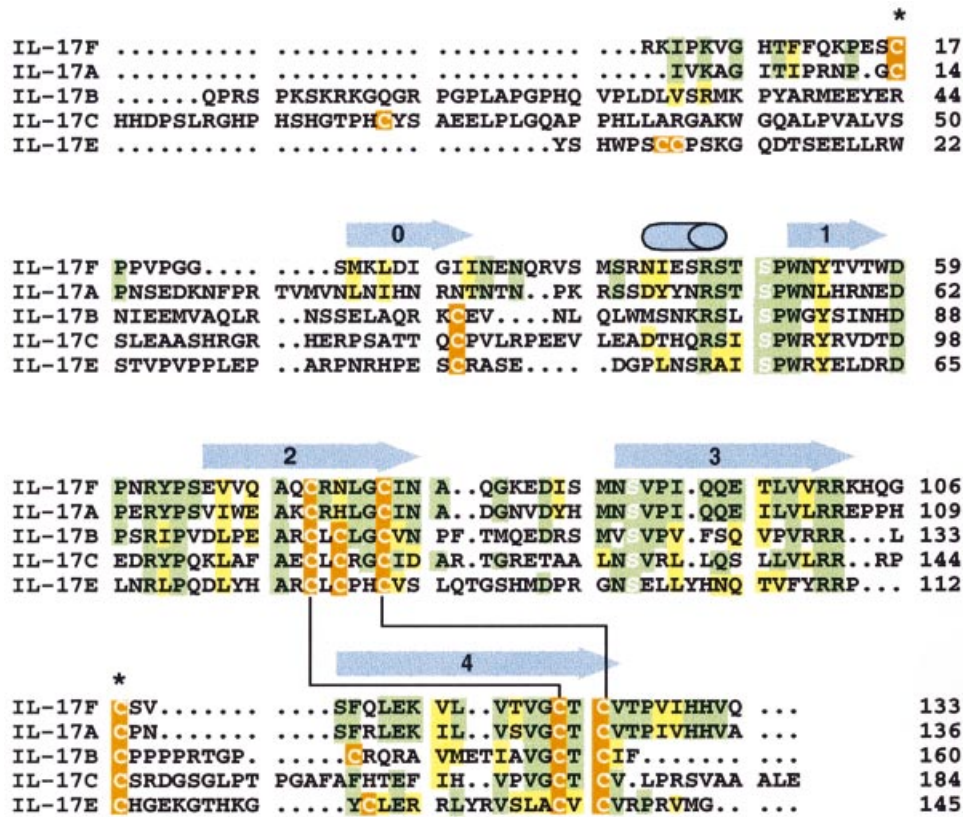 *
IL-17F .......... .......... .......... ......RKIPKVG HTFFQKPESC 17
IL-17A .......... .......... .......... .......IVKAG ITIPRNP.GC 14
IL-17B ......QPRS PKSKRKGQGR PGPLAPGPHQ VPLDLVSRMK PYARMEEYER 44
IL-17C HHDPSLRGHP HSHGTPHCYS AEELPLGQAP PHLLARGAKW GQALPVALVS 50
IL-17E .......... .......... ........YS HWPSCCPSKG QDTSEELLRW 22
0 1
IL-17F PPVPGG.... ......SMKLDI GIINENQRVS MSRNIESRST SPWNYTVTWD 59
IL-17A PNSEDKNFPR TVMVNLNIHN RNTNTN..PK RSSDYYNRST SPWNLHRNED 62
IL-17B NIEEMVAQLR ..NSSELAQR KCEV....NL QLWMSNKRSL SPWGYSINHD 88
IL-17C SLEAASHRGR ..HERPSATT QCPVLRPEEV LEADTHQRSI SPWRYRVDTD 98
IL-17E STVPVPPLEP ..ARPNRHPE SCRASE.... .DGPLNSRAI SPWRYELDRD 65
2 3
IL-17F PNRYPSEVVQ AQCRNLGCIN A..QGKEDIS MNSVPI.QQE TLVVRRKHQG 106
IL-17A PERYPSVIWE AKCRHLGCIN A..DGNVDYH MNSVPI.QQE ILVLRREPPH 109
IL-17B PSRIPVDLPE ARCLCLGCVN PF.TMQEDRS MVSVPV.FSQ VPVRRR...L 133
IL-17C EDRYPQKLAF AECLCRGCID AR.TGRETAA LNSVRLLQS LLVLRR..RP 144
IL-17E LNRLPQDLYH ARCLCPHCVS LQTGSHMDPR GNSELLYHNQ TVFYRRP... 112
4
*
IL-17F CSV....... .....SFQLEK VL..VTVGCT CVTPVIHHVQ ... 133
IL-17A CPN....... .....SFRLEK IL..VSVGCT CVTPIVHHVA ... 136
IL-17B CPPPPRTGP. .....CRQRA VMETIAVGCT CIF....... ... 160
IL-17C CSRDGSGLPT PGAFAFHTEF IH..VPVGCT CV.LPRSVAA ALE 184
IL-17E CHGEKGTHKG .....YCLER RLYRVSLACV CVRPRVMG.. ... 145